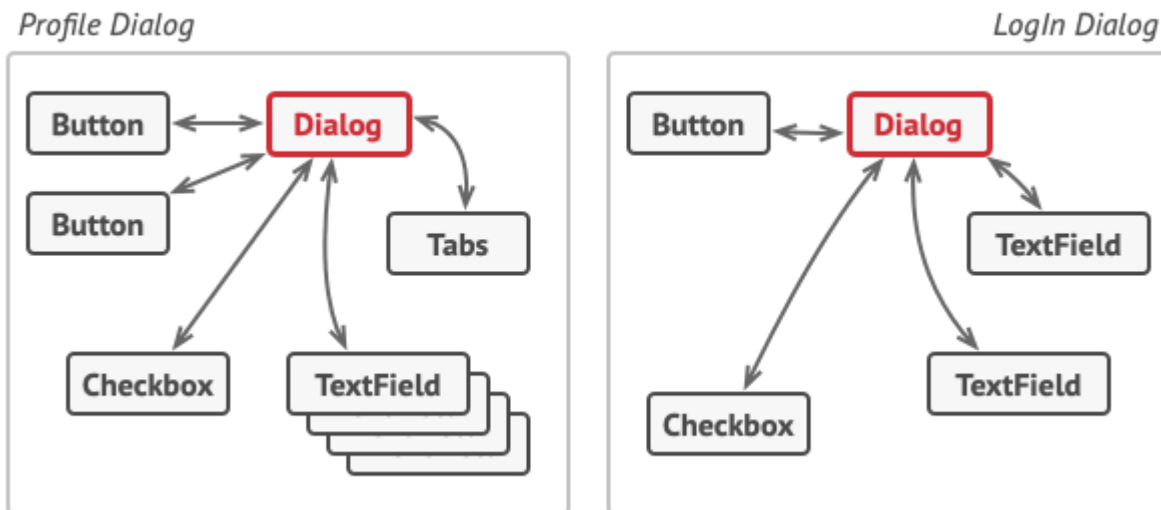 Profile Dialog
LogIn Dialog
Button
Dialog
Button
Tabs
Checkbox
TextField
Button
Dialog
TextField
TextField
Checkbox